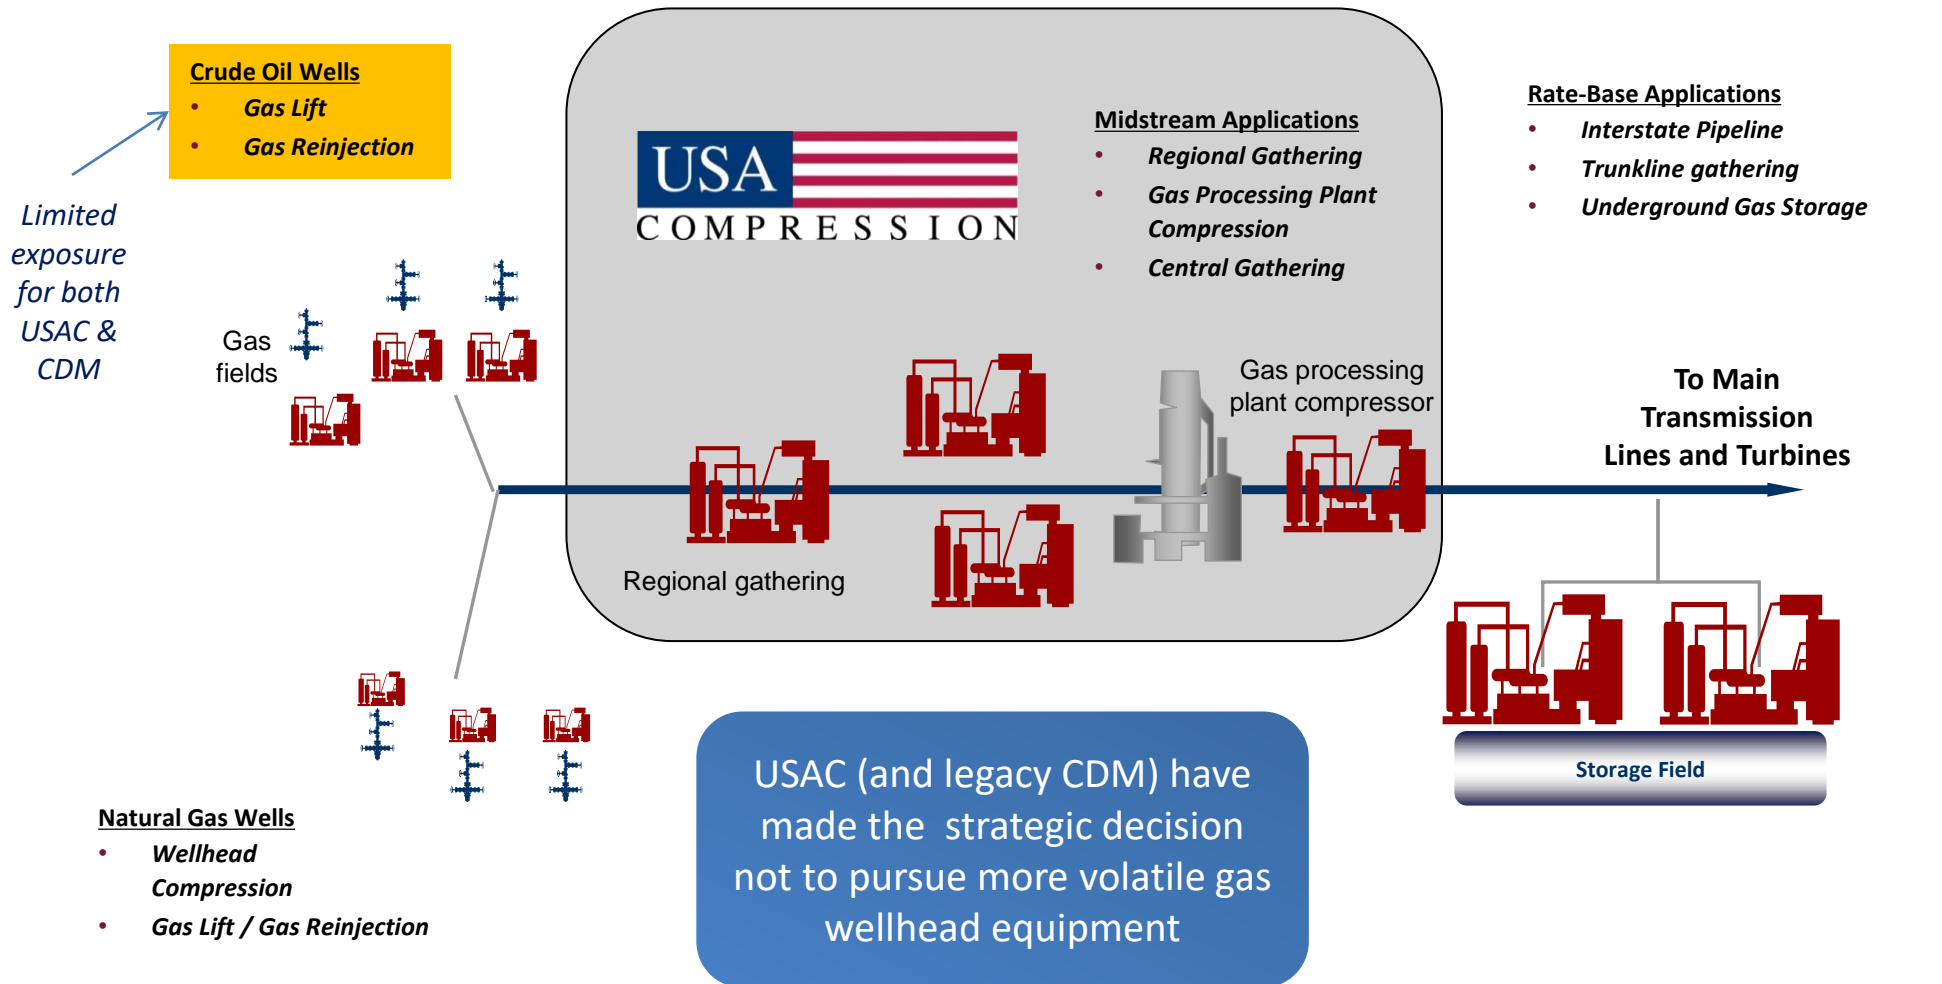 Crude Oil Wells
• Gas Lift
• Gas Reinjection
Limited
exposure
for both
USAC &
CDM
Gas
fields
USA
COMPRESSION
Midstream Applications
• Regional Gathering
• Gas Processing Plant
Compression
• Central Gathering
Rate-Base Applications
• Interstate Pipeline
• Trunkline gathering
• Underground Gas Storage
Gas processing
plant compressor
To Main
Transmission
Lines and Turbines
Regional gathering
Storage Field
Natural Gas Wells
• Wellhead
Compression
• Gas Lift / Gas Reinjection
USAC (and legacy CDM) have
made the strategic decision
not to pursue more volatile gas
wellhead equipment